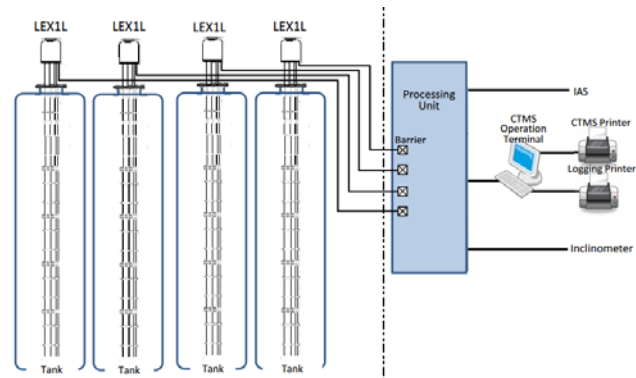 LEX1L
LEX1L
LEX1L
LEX1L
Processing
Unit
Barrier
IAS
CTMS
Operation
Terminal
CTMS Printer
Logging Printer
Inclinometer
Tank
Tank
Tank
Tank